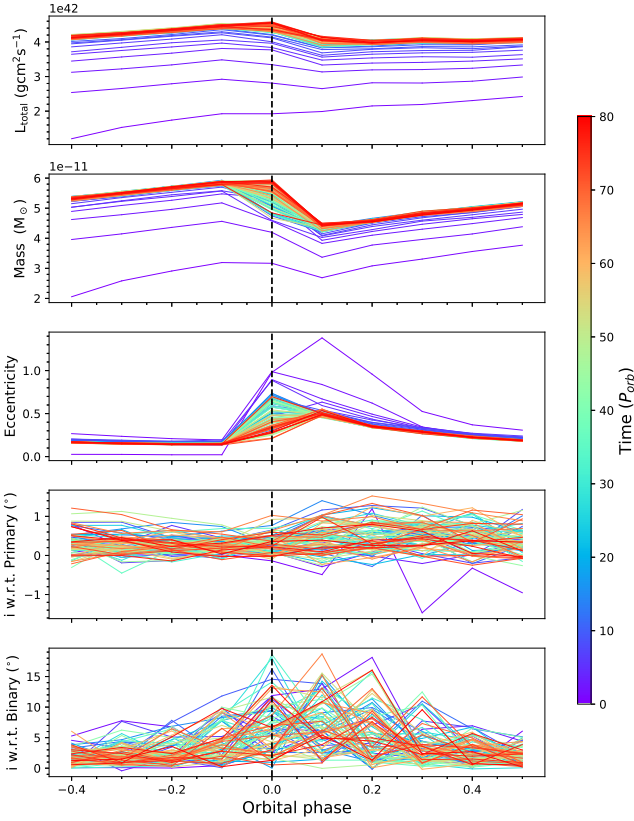 1e42
4
3
2
L_total (gcm²s⁻¹)
1e−11
6
5
4
3
2
Mass (M_⊙)
1.0
0.5
0.0
Eccentricity
1
0
−1
i w.r.t. Primary (°)
15
10
5
0
i w.r.t. Binary (°)
−0.4 −0.2 0.0 0.2 0.4
Orbital phase
80
70
60
50
40
30
20
10
0
Time (P_orb)